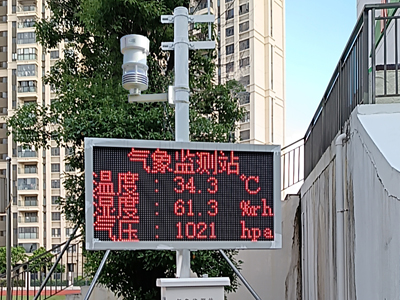 气象监测站
温度: 34.3 ℃
湿度: 61.3 %rh
气压: 1021 hpa